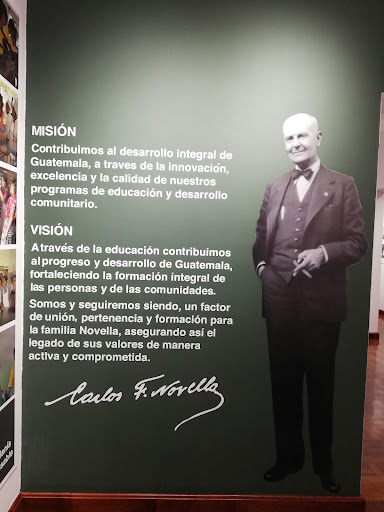 MISIÓN
Contribuimos al desarrollo integral de
Guatemala, a traves de la innovación,
excelencia y la calidad de nuestros
programas de educación y desarrollo
comunitario.
VISIÓN
A través de la educación contribuimos
al progreso y desarrollo de Guatemala,
fortaleciendo la formación integral de
las personas y de las comunidades.
Somos y seguiremos siendo, un factor
de unión, pertenencia y formación para
la familia Novella, asegurando así el
legado de sus valores de manera
activa y comprometida.
Carlos F. Novella